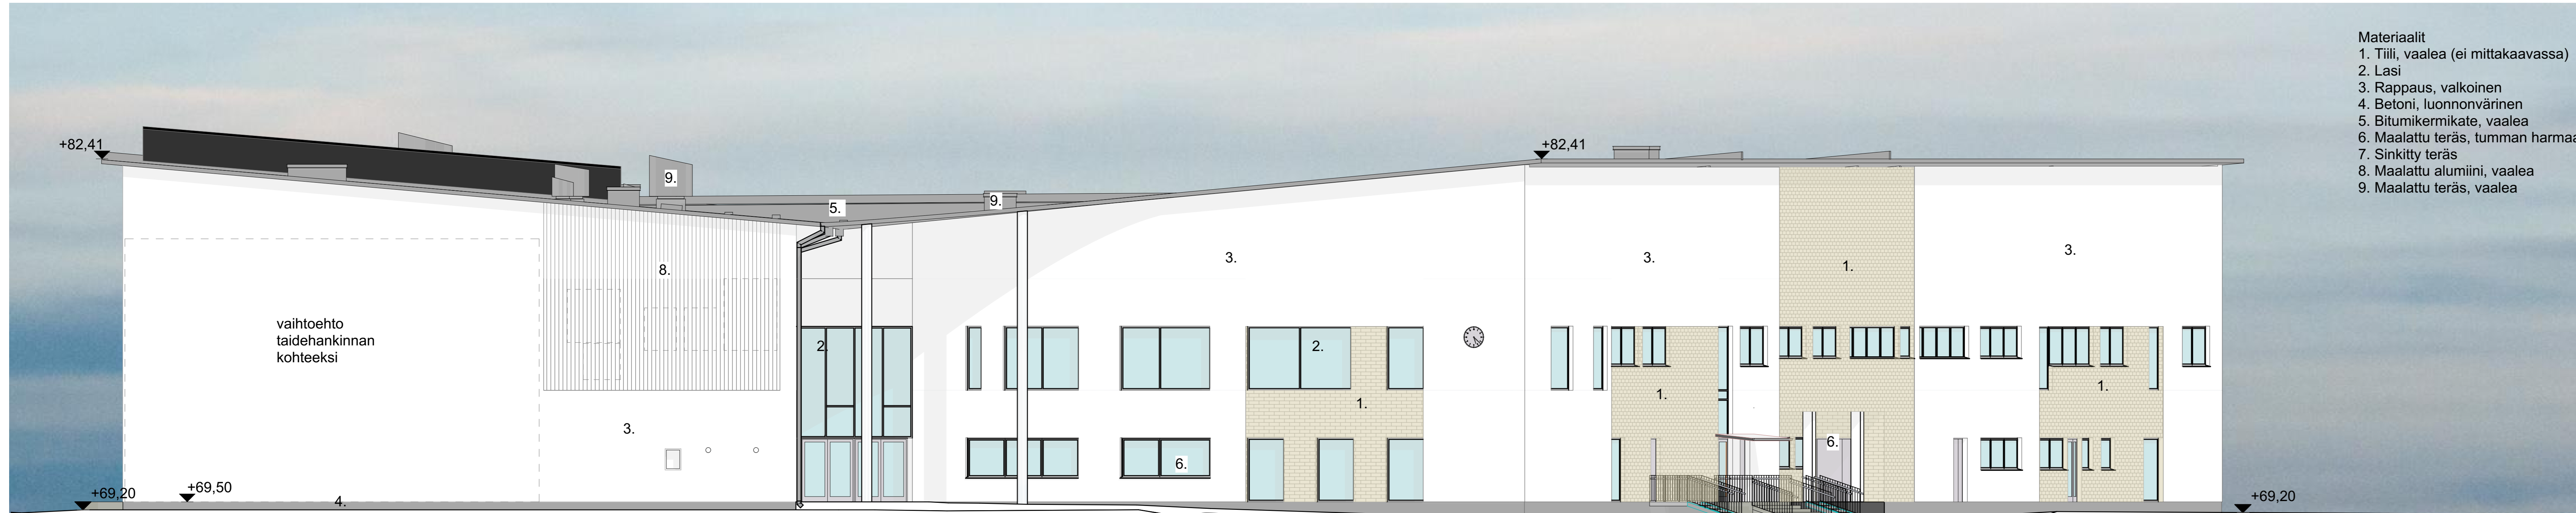 Materiaalit
1. Tiili, vaalea (ei mittakaavassa)
2. Lasi
3. Rappaus, valkoinen
4. Betoni, luonnonvärinen
5. Bitumikermikate, vaalea
6. Maalattu teräs, tumman harmaa
7. Sinkitty teräs
8. Maalattu alumiini, vaalea
9. Maalattu teräs, vaalea
+82,41
+82,41
9.
9.
5.
3.
3.
3.
1.
8.
vaihtoehto
taidehankinnan
kohteeksi
2.
2.
1.
1.
1.
3.
6.
6.
+69,20
+69,50
4.
+69,20